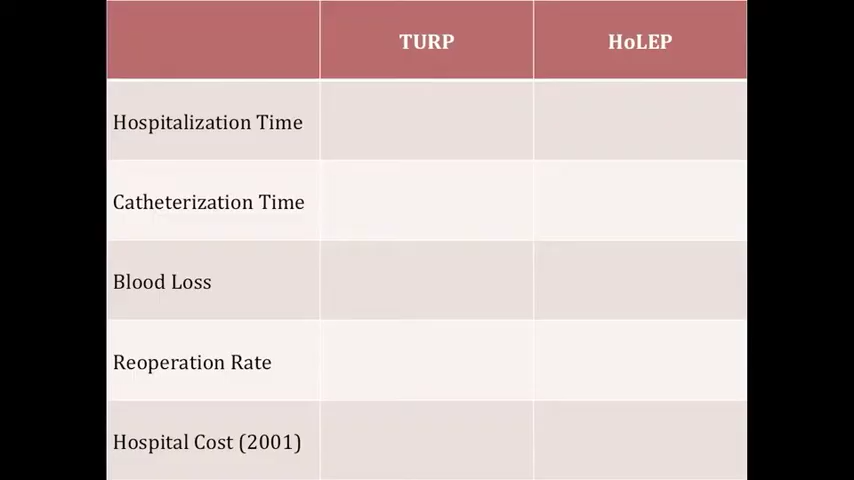 TURP HoLEP
Hospitalization Time
Catheterization Time
Blood Loss
Reoperation Rate
Hospital Cost (2001)